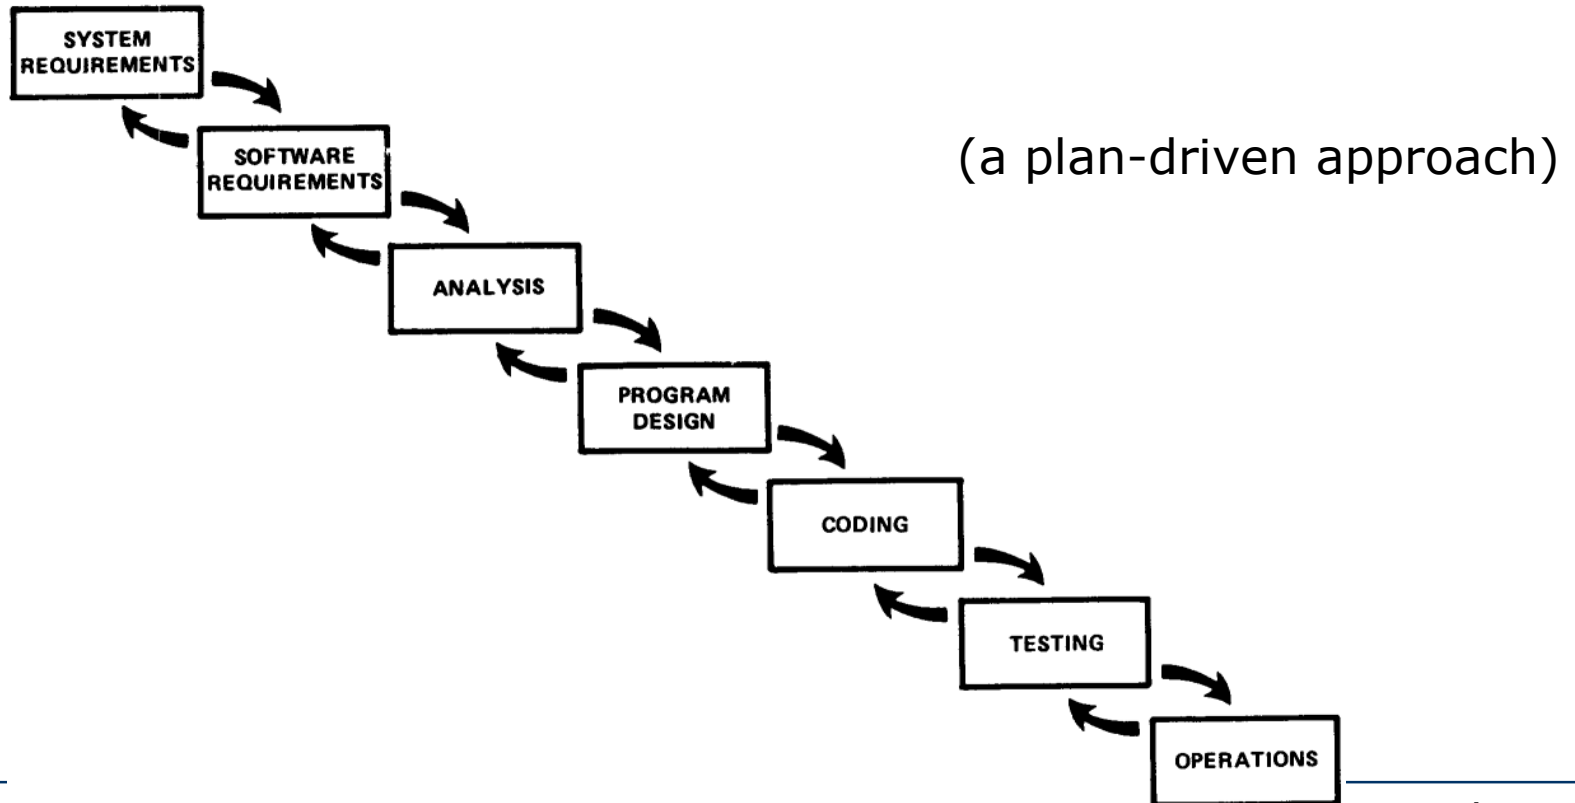 SYSTEM
REQUIREMENTS
SOFTWARE
REQUIREMENTS
(a plan-driven approach)
ANALYSIS
PROGRAM
DESIGN
CODING
TESTING
OPERATIONS